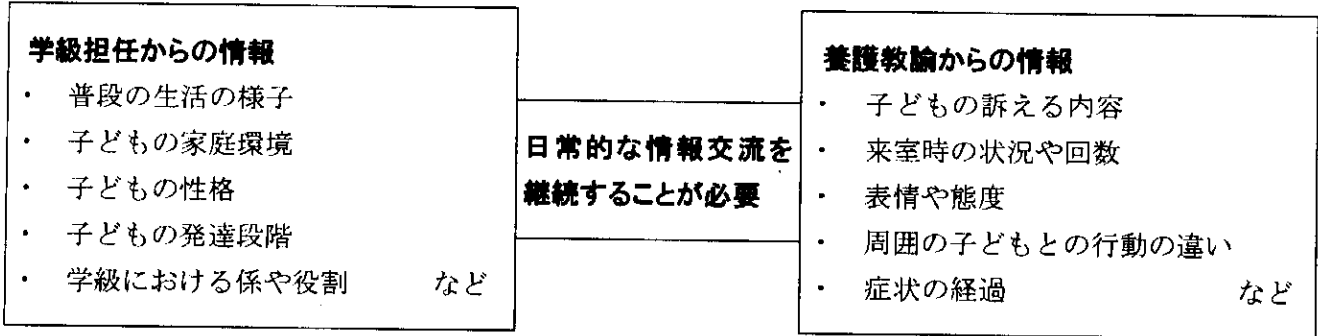 学級担任からの情報
・ 普段の生活の様子
・ 子どもの家庭環境
・ 子どもの性格
・ 子どもの発達段階
・ 学級における係や役割 など
日常的な情報交流を
継続することが必要
養護教諭からの情報
・ 子どもの訴える内容
・ 来室時の状況や回数
・ 表情や態度
・ 周囲の子どもとの行動の違い
・ 症状の経過 など